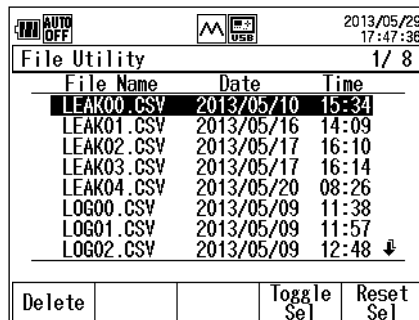 AUTO OFF USB 2013/05/29
17:47:36
File Utility 1/ 8
File Name Date Time
LEAK00.CSV 2013/05/10 15:34
LEAK01.CSV 2013/05/16 14:09
LEAK02.CSV 2013/05/17 16:10
LEAK03.CSV 2013/05/17 16:14
LEAK04.CSV 2013/05/20 08:26
LOG00.CSV 2013/05/09 11:38
LOG01.CSV 2013/05/09 11:57
LOG02.CSV 2013/05/09 12:48
Delete Toggle Sel Reset Sel